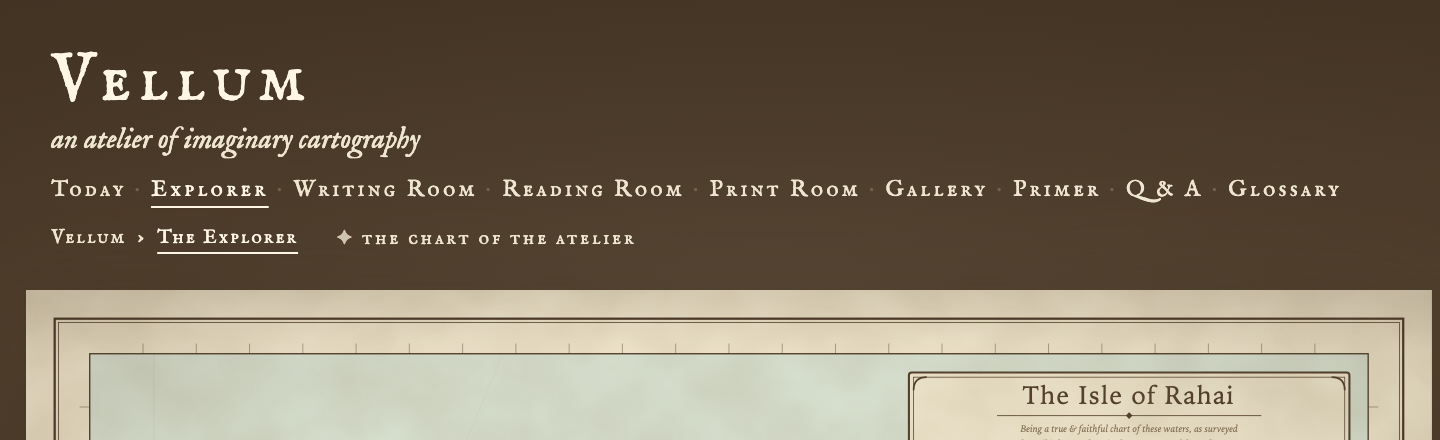 Vellum
an atelier of imaginary cartography
Today · Explorer · Writing Room · Reading Room · Print Room · Gallery · Primer · Q & A · Glossary
Vellum › The Explorer ✦ the chart of the atelier
The Isle of Rahai
Being a true & faithful chart of these waters, as surveyed